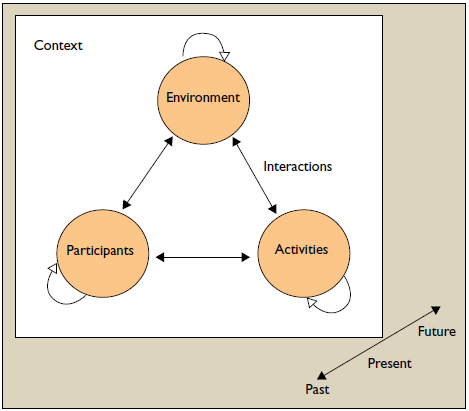 Context
Environment
Interactions
Participants
Activities
Future
Present
Past